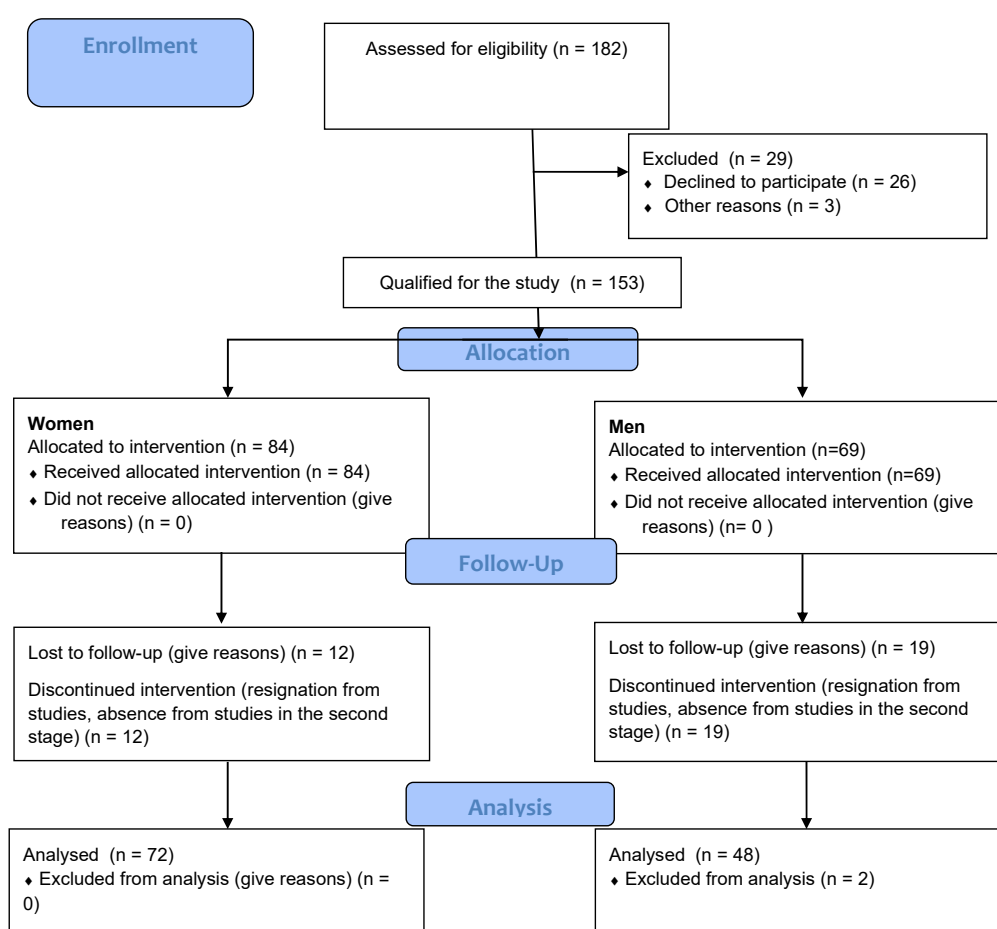 Enrollment
Assessed for eligibility (n = 182)
Excluded (n = 29)
♦ Declined to participate (n = 26)
♦ Other reasons (n = 3)
Qualified for the study (n = 153)
Allocation
Women
Allocated to intervention (n = 84)
♦ Received allocated intervention (n = 84)
♦ Did not receive allocated intervention (give
reasons) (n = 0)
Men
Allocated to intervention (n=69)
♦ Received allocated intervention (n=69)
♦ Did not receive allocated intervention (give
reasons) (n= 0 )
Follow-Up
Lost to follow-up (give reasons) (n = 12)
Discontinued intervention (resignation from
studies, absence from studies in the second
stage) (n = 12)
Lost to follow-up (give reasons) (n = 19)
Discontinued intervention (resignation from
studies, absence from studies in the second
stage) (n = 19)
Analysis
Analysed (n = 72)
♦ Excluded from analysis (give reasons) (n =
0)
Analysed (n = 48)
♦ Excluded from analysis (n = 2)